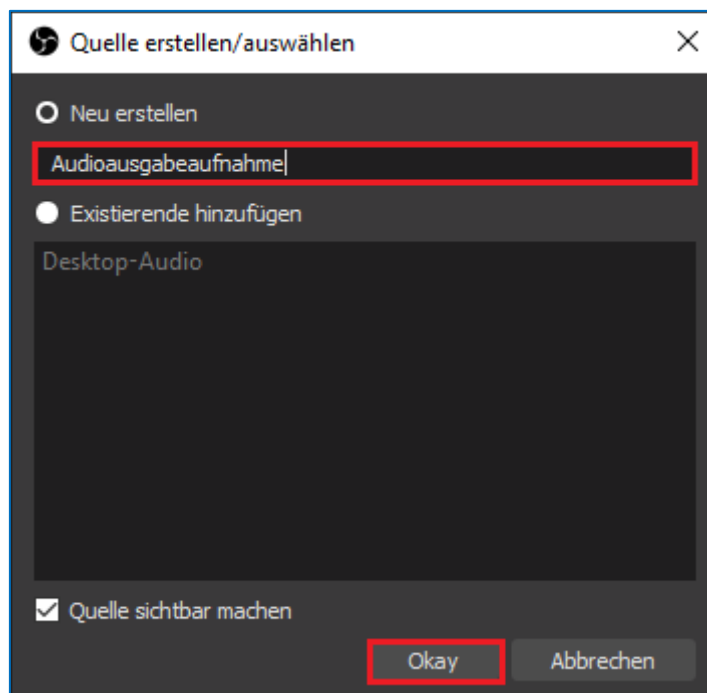 Quelle erstellen/auswählen
Neu erstellen
Audioausgabeaufnahme
Existierende hinzufügen
Desktop-Audio
Quelle sichtbar machen
Okay Abbrechen